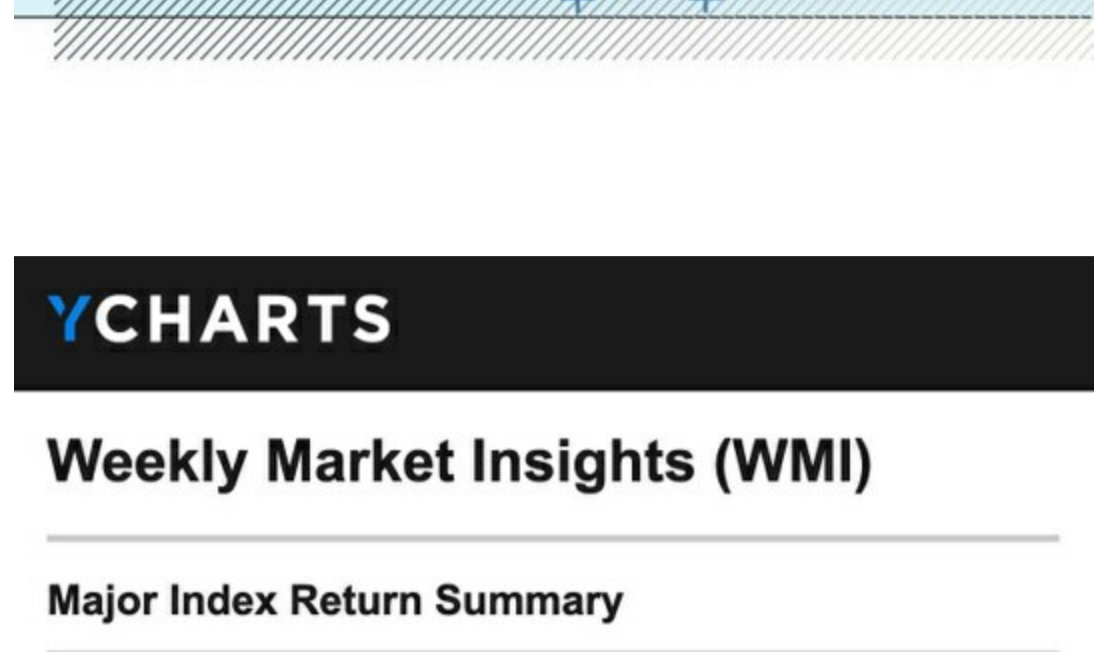 YCHARTS
Weekly Market Insights (WMI)
Major Index Return Summary